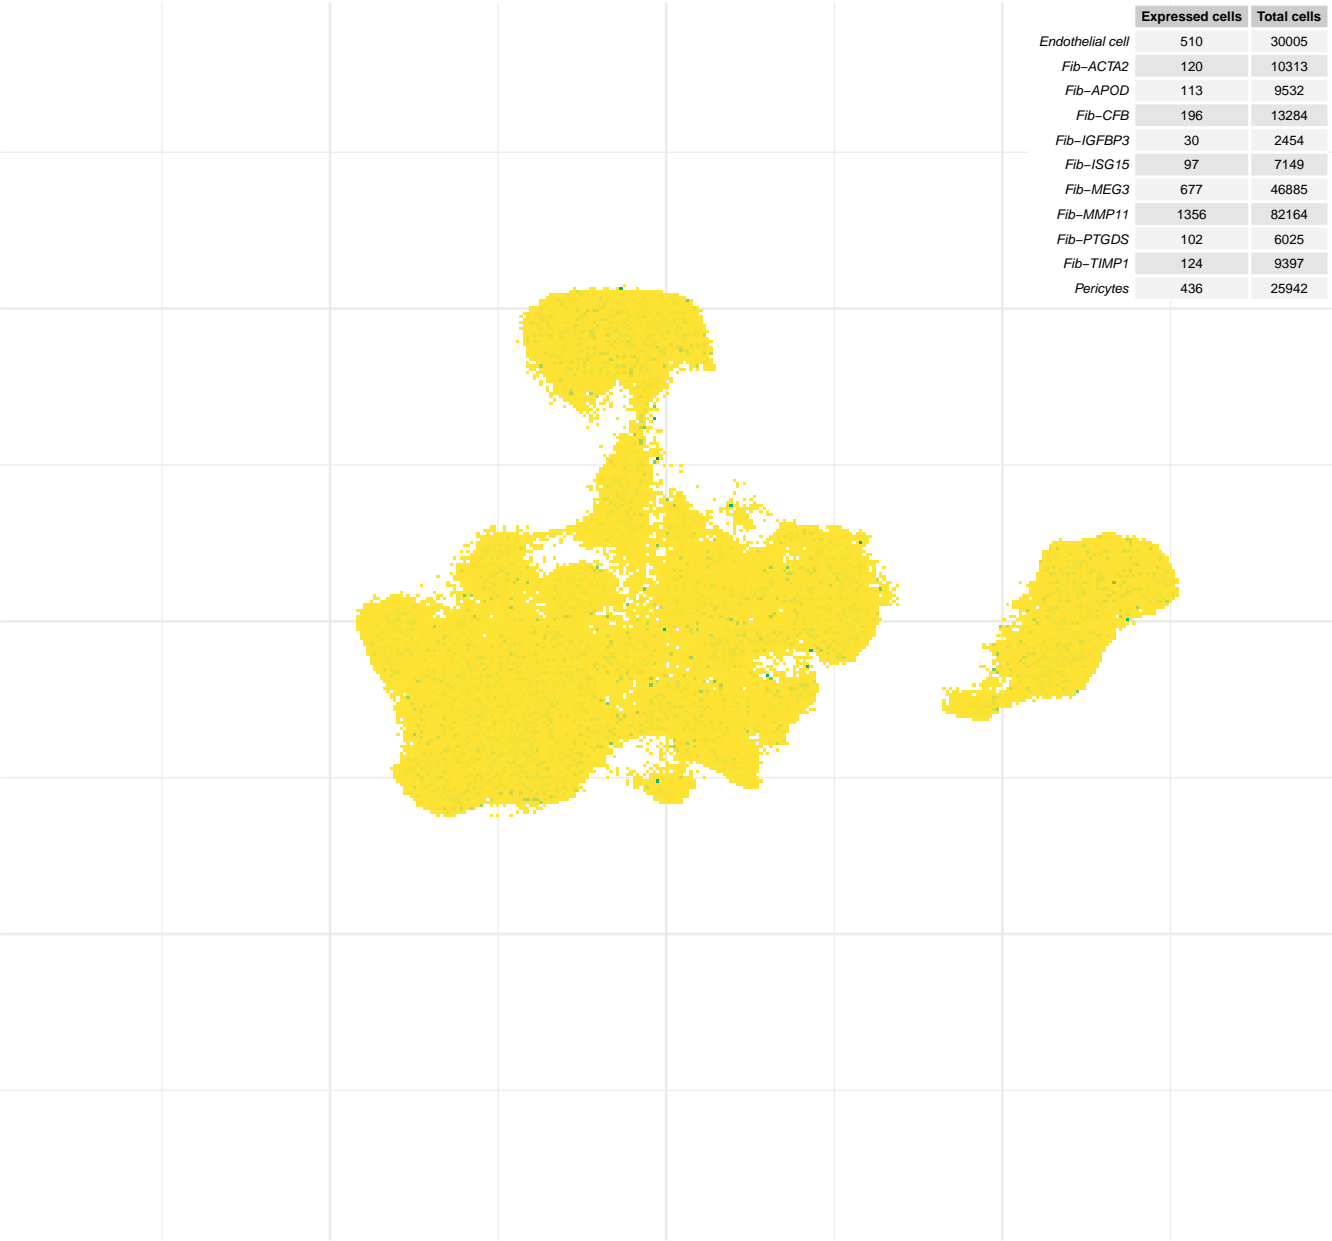 Expressed cells Total cells
Endothelial cell 510 30005
Fib−ACTA2 120 10313
Fib−APOD 113 9532
Fib−CFB 196 13284
Fib−IGFBP3 30 2454
Fib−ISG15 97 7149
Fib−MEG3 677 46885
Fib−MMP11 1356 82164
Fib−PTGDS 102 6025
Fib−TIMP1 124 9397
Pericytes 436 25942